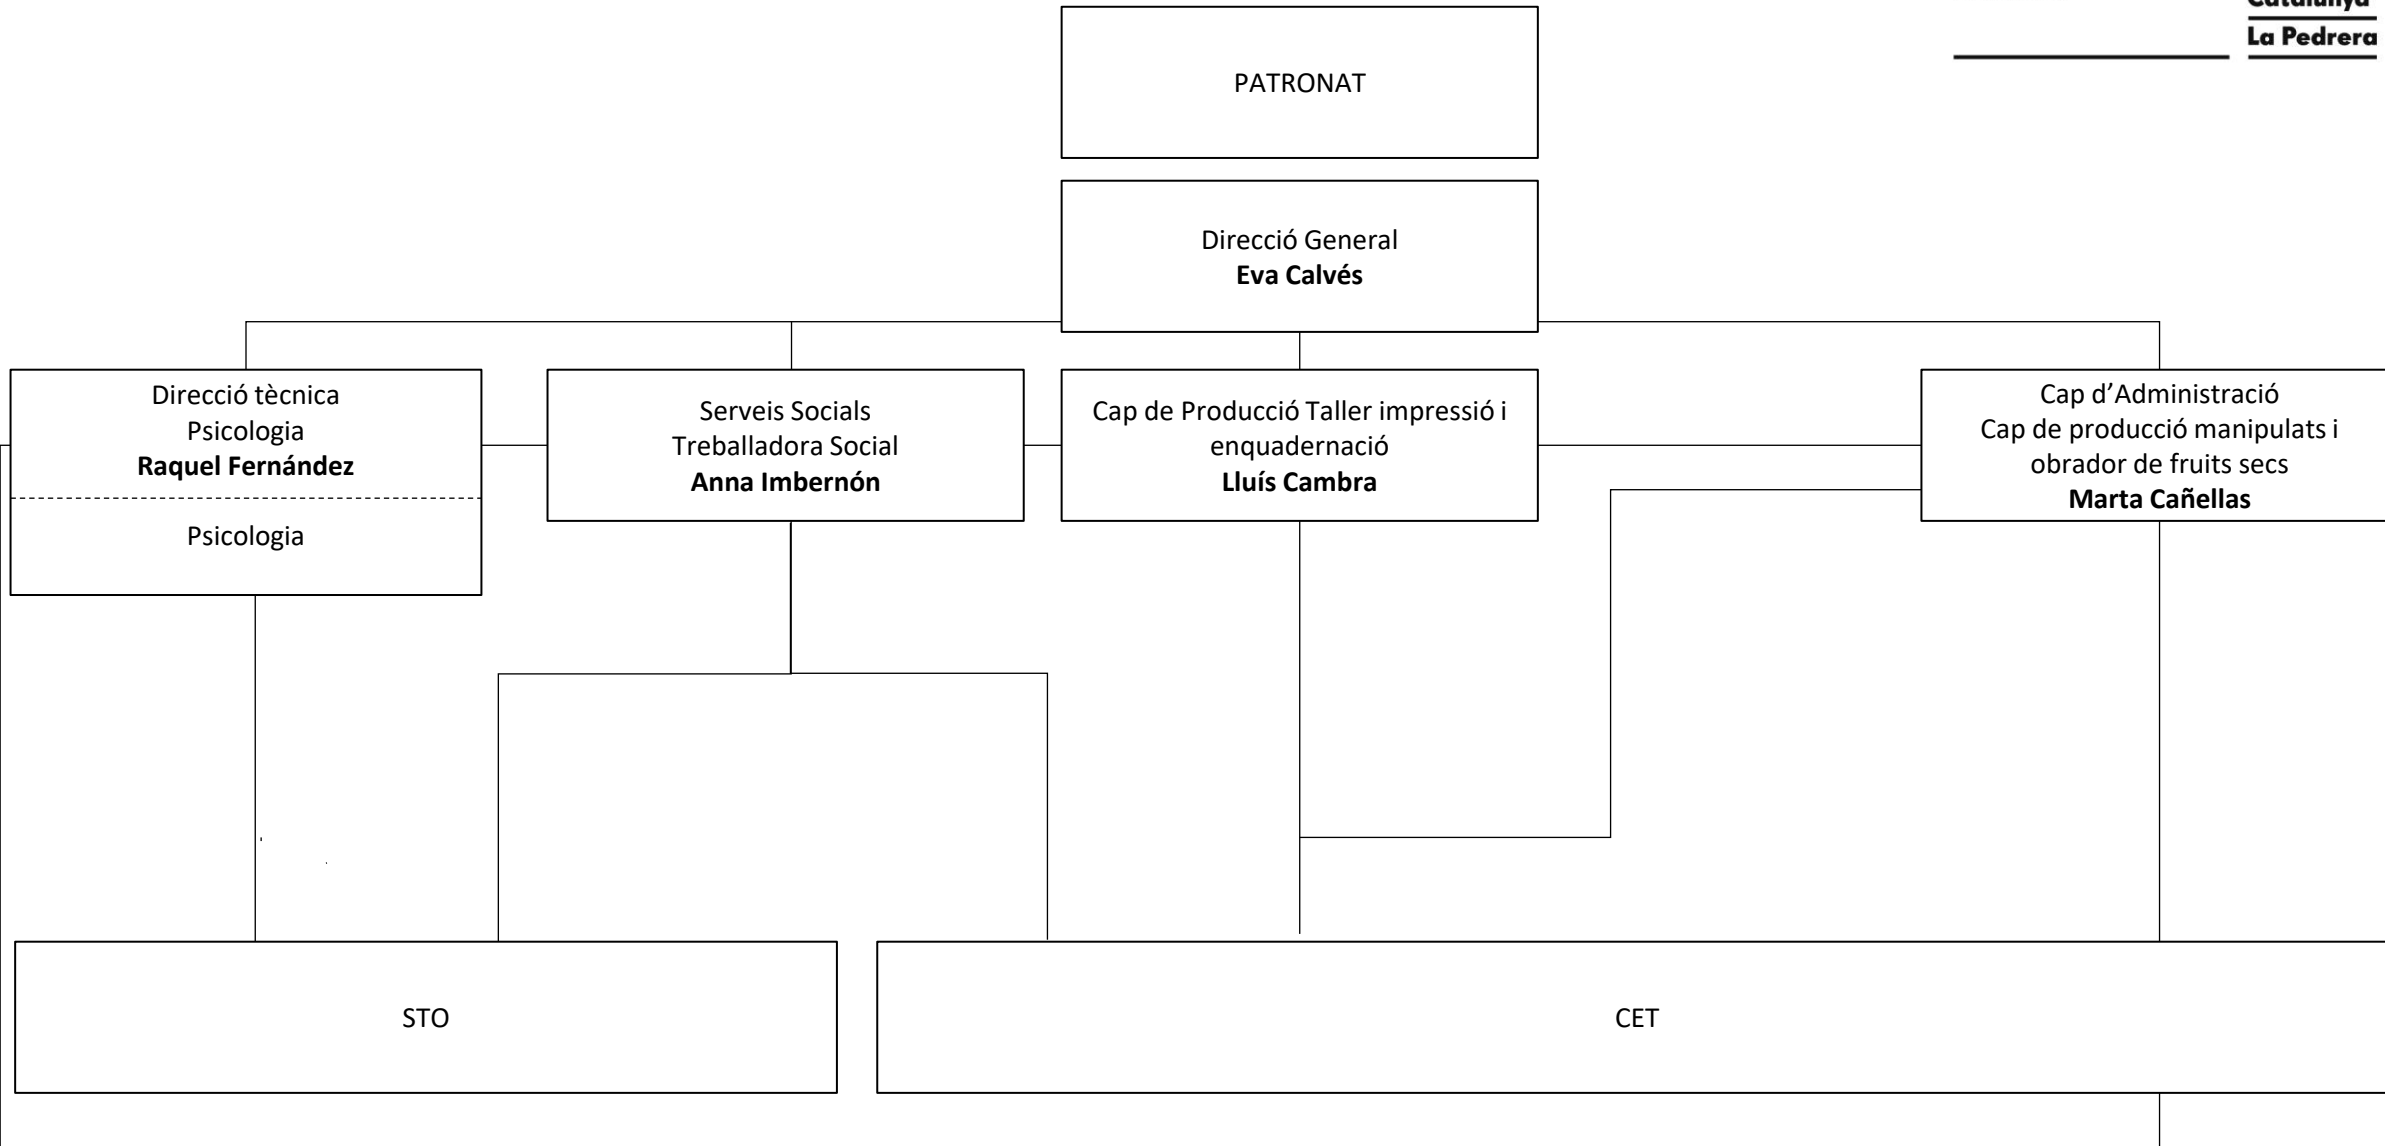 Catalunya
La Pedrera
PATRONAT
Direcció General
Eva Calvés
Direcció tècnica
Psicologia
Raquel Fernández
Psicologia
Serveis Socials
Treballadora Social
Anna Imbernón
Cap de Producció Taller impressió i
enquadernació
Lluís Cambra
Cap d’Administració
Cap de producció manipulats i
obrador de fruits secs
Marta Cañellas
STO
CET